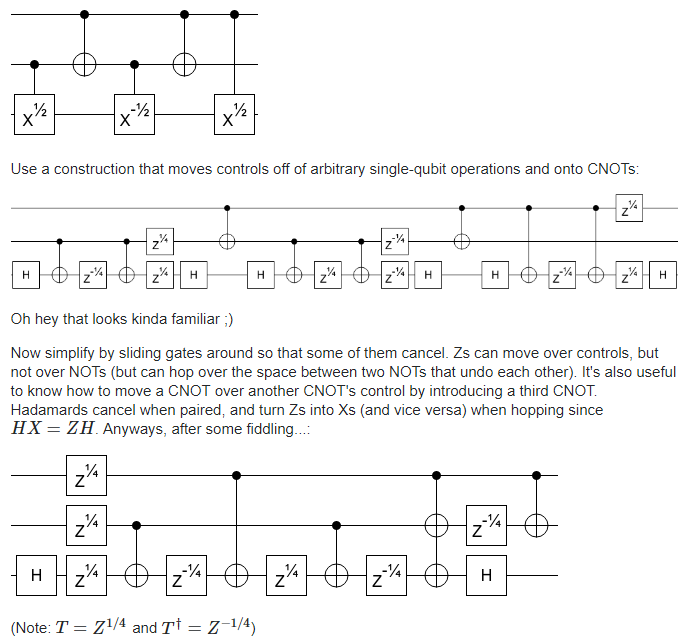 X½ X-½ X½
Use a construction that moves controls off of arbitrary single-qubit operations and onto CNOTs:
Z¼
Z¼ Z-¼
H Z-¼ Z¼ H H Z¼ Z-¼ H H Z-¼ Z¼ H
Oh hey that looks kinda familiar ;)
Now simplify by sliding gates around so that some of them cancel. Zs can move over controls, but
not over NOTs (but can hop over the space between two NOTs that undo each other). It's also useful
to know how to move a CNOT over another CNOT's control by introducing a third CNOT.
Hadamards cancel when paired, and turn Zs into Xs (and vice versa) when hopping since
HX = ZH. Anyways, after some fiddling...:
Z¼
Z¼ Z-¼
H Z¼ Z-¼ Z¼ Z-¼ H
(Note: T = Z^1/4 and T† = Z^−1/4)